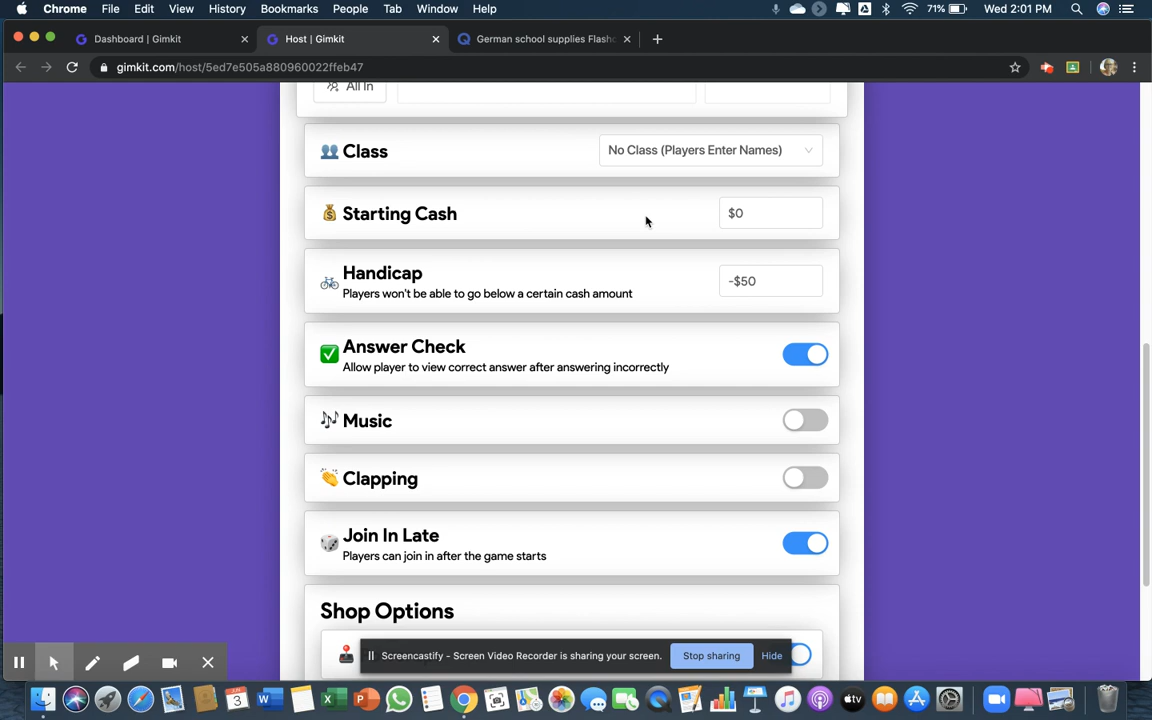 Chrome File Edit View History Bookmarks People Tab Window Help 71% Wed 2:01 PM
Dashboard | Gimkit
Host | Gimkit
German school supplies Flash
gimkit.com/host/5ed7e505a880960022ffeb47
All In
Class
No Class (Players Enter Names)
Starting Cash
$0
Handicap
Players won't be able to go below a certain cash amount
-$50
Answer Check
Allow player to view correct answer after answering incorrectly
Music
Clapping
Join In Late
Players can join in after the game starts
Shop Options
Screencastify - Screen Video Recorder is sharing your screen.
Stop sharing
Hide
3
tv